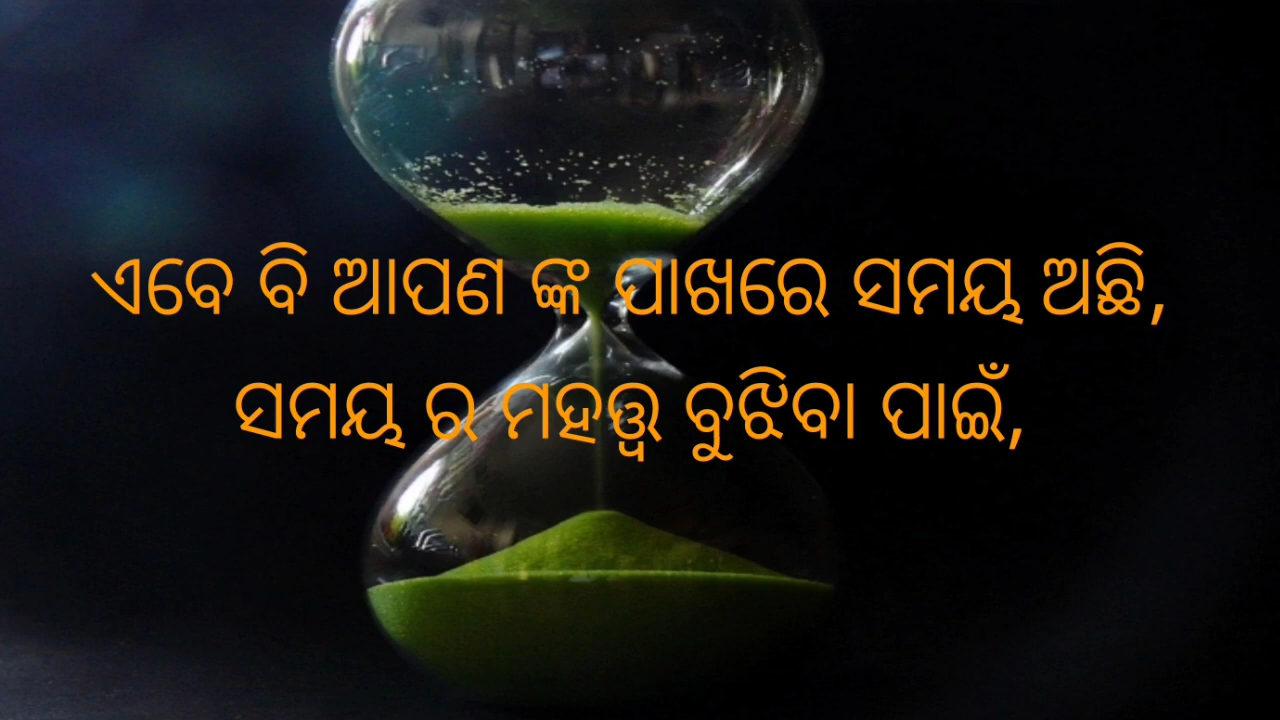 ଏବେ ବି ଆପଣ ଙ୍କ ପାଖରେ ସମୟ ଅଛି,
ସମୟ ର ମହତ୍ତ୍ୱ ବୁଝିବା ପାଇଁ,